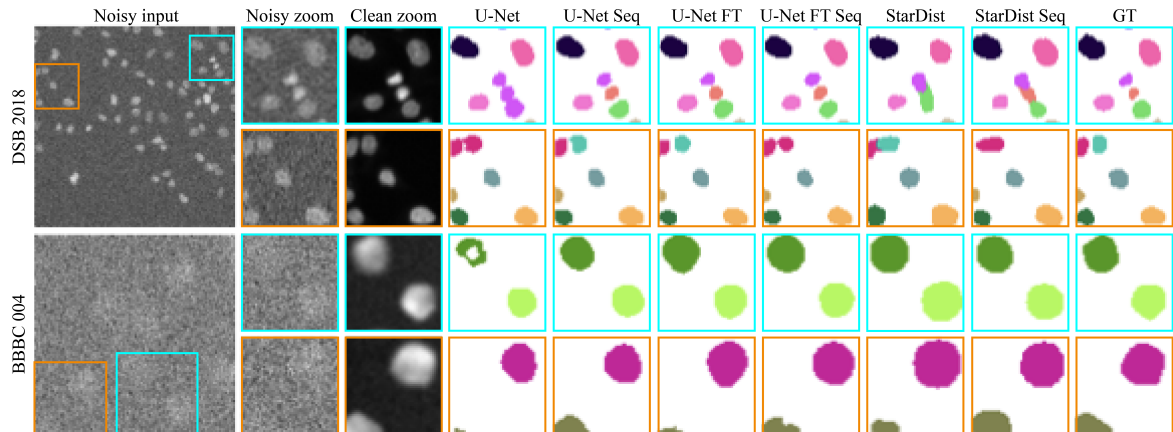 Noisy input Noisy zoom Clean zoom U-Net U-Net Seq U-Net FT U-Net FT Seq StarDist StarDist Seq GT
DSB 2018
BBBC 004